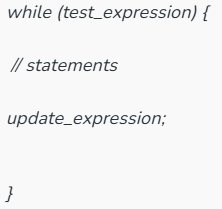 while (test_expression) {
// statements
update_expression;
}